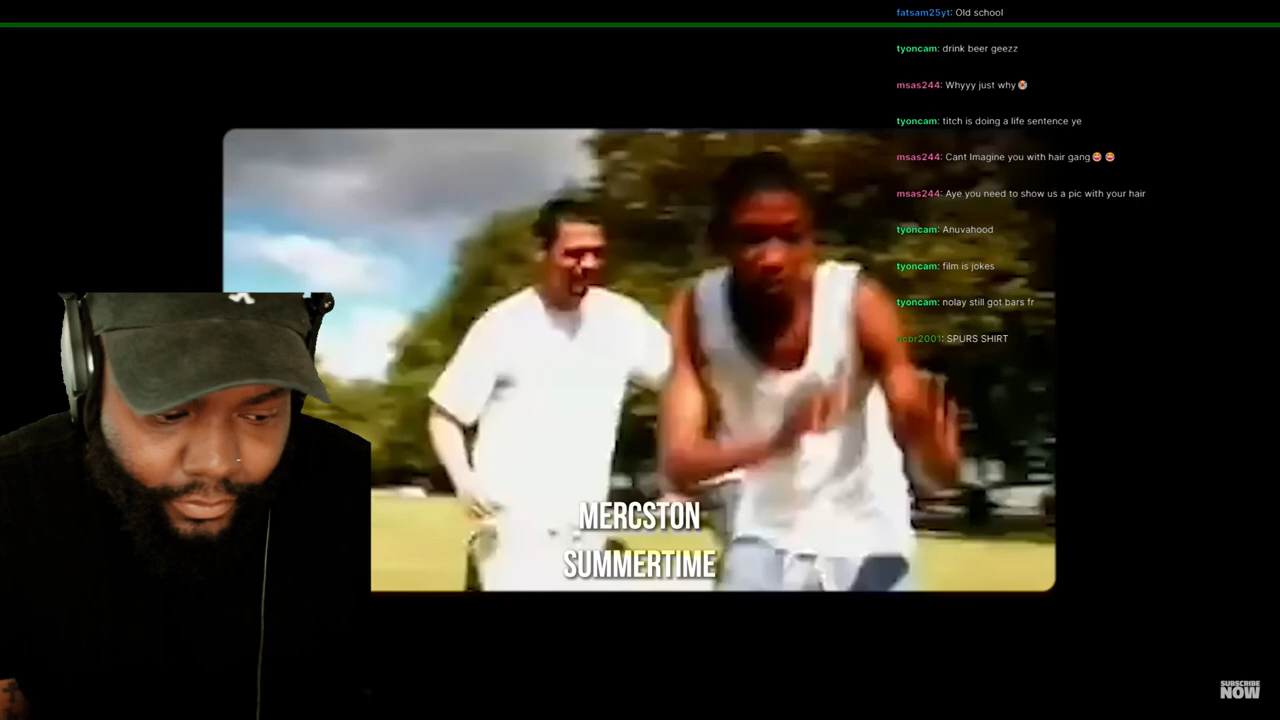 fatsam25yt: Old school
tyoncam: drink beer geezz
msas244: Whyyy just why
tyoncam: titch is doing a life sentence ye
msas244: Cant Imagine you with hair gang
msas244: Aye you need to show us a pic with your hair
tyoncam: Anuvahood
tyoncam: film is jokes
tyoncam: nolay still got bars fr
SPURS SHIRT
MERCSTON
SUMMERTIME
SUBSCRIBE
NOW